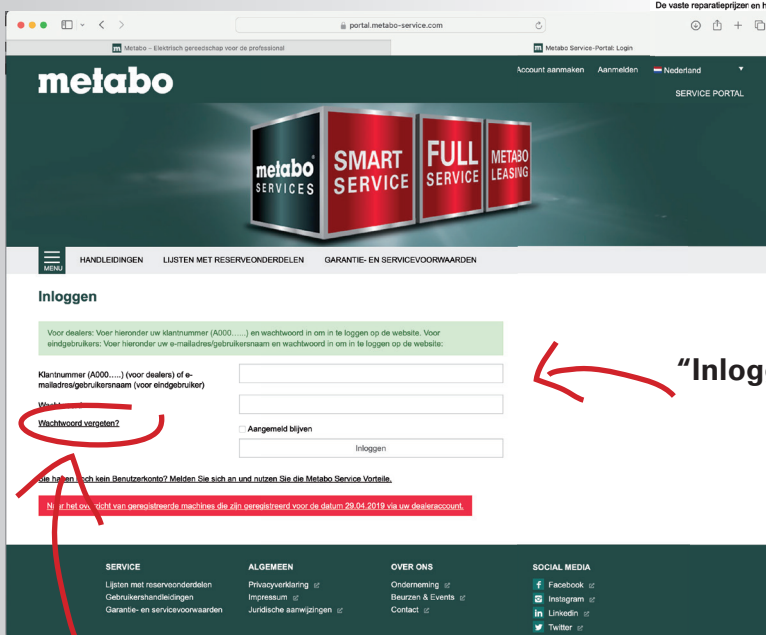 De vaste reparatieprijzen en h
portal.metabo-service.com
Metabo – Elektrisch gereedschap voor de professional
Metabo Service-Portal: Login
metabo
Account aanmaken Aanmelden Nederland
SERVICE PORTAL
metabo
SERVICES
SMART
SERVICE
FULL
SERVICE
METABO
LEASING
MENU
HANDLEIDINGEN LIJSTEN MET RESERVEONDERDELEN GARANTIE- EN SERVICEVOORWAARDEN
Inloggen
Voor dealers: Voer hieronder uw klantnummer (A000......) en wachtwoord in om in te loggen op de website. Voor
eindgebruikers: Voer hieronder uw e-mailadres/gebruikersnaam en wachtwoord in om in te loggen op de website:
Klantnummer (A000.....) (voor dealers) of e-
mailadres/gebruikersnaam (voor eindgebruiker)
"Inlog
Wachtwoord vergeten?
Aangemeld blijven
Inloggen
Sie haben noch kein Benutzerkonto? Melden Sie sich an und nutzen Sie die Metabo Service Vorteile.
Naar het overzicht van geregistreerde machines die zijn geregistreerd voor de datum 29.04.2019 via uw dealeraccount.
SERVICE
Lijsten met reserveonderdelen
Gebruikershandleidingen
Garantie- en servicevoorwaarden
ALGEMEEN
Privacyverklaring
Impressum
Juridische aanwijzingen
OVER ONS
Onderneming
Beurzen & Events
Contact
SOCIAL MEDIA
Facebook
Instagram
Linkedin
Twitter